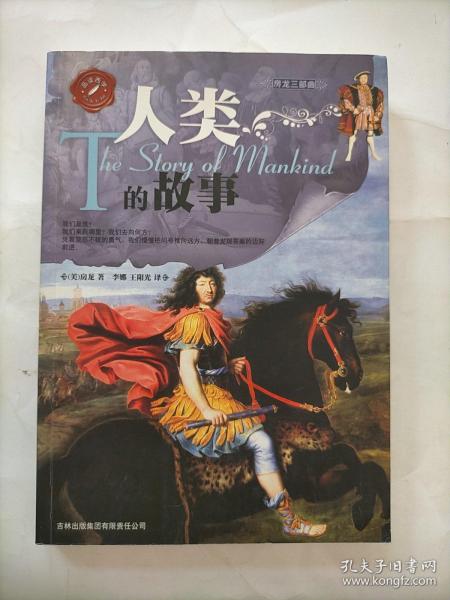 房龙三部曲
人类
The Story of Mankind
的故事
我们是谁？
我们来自哪里？我们去向何方？
凭着坚忍不拔的勇气，我们慢慢把问号推向远方，朝着发现答案的边际
前进。
(美)房龙 著 李娜 王阳光 译
吉林出版集团有限责任公司
孔夫子旧书网
www.kongfz.com